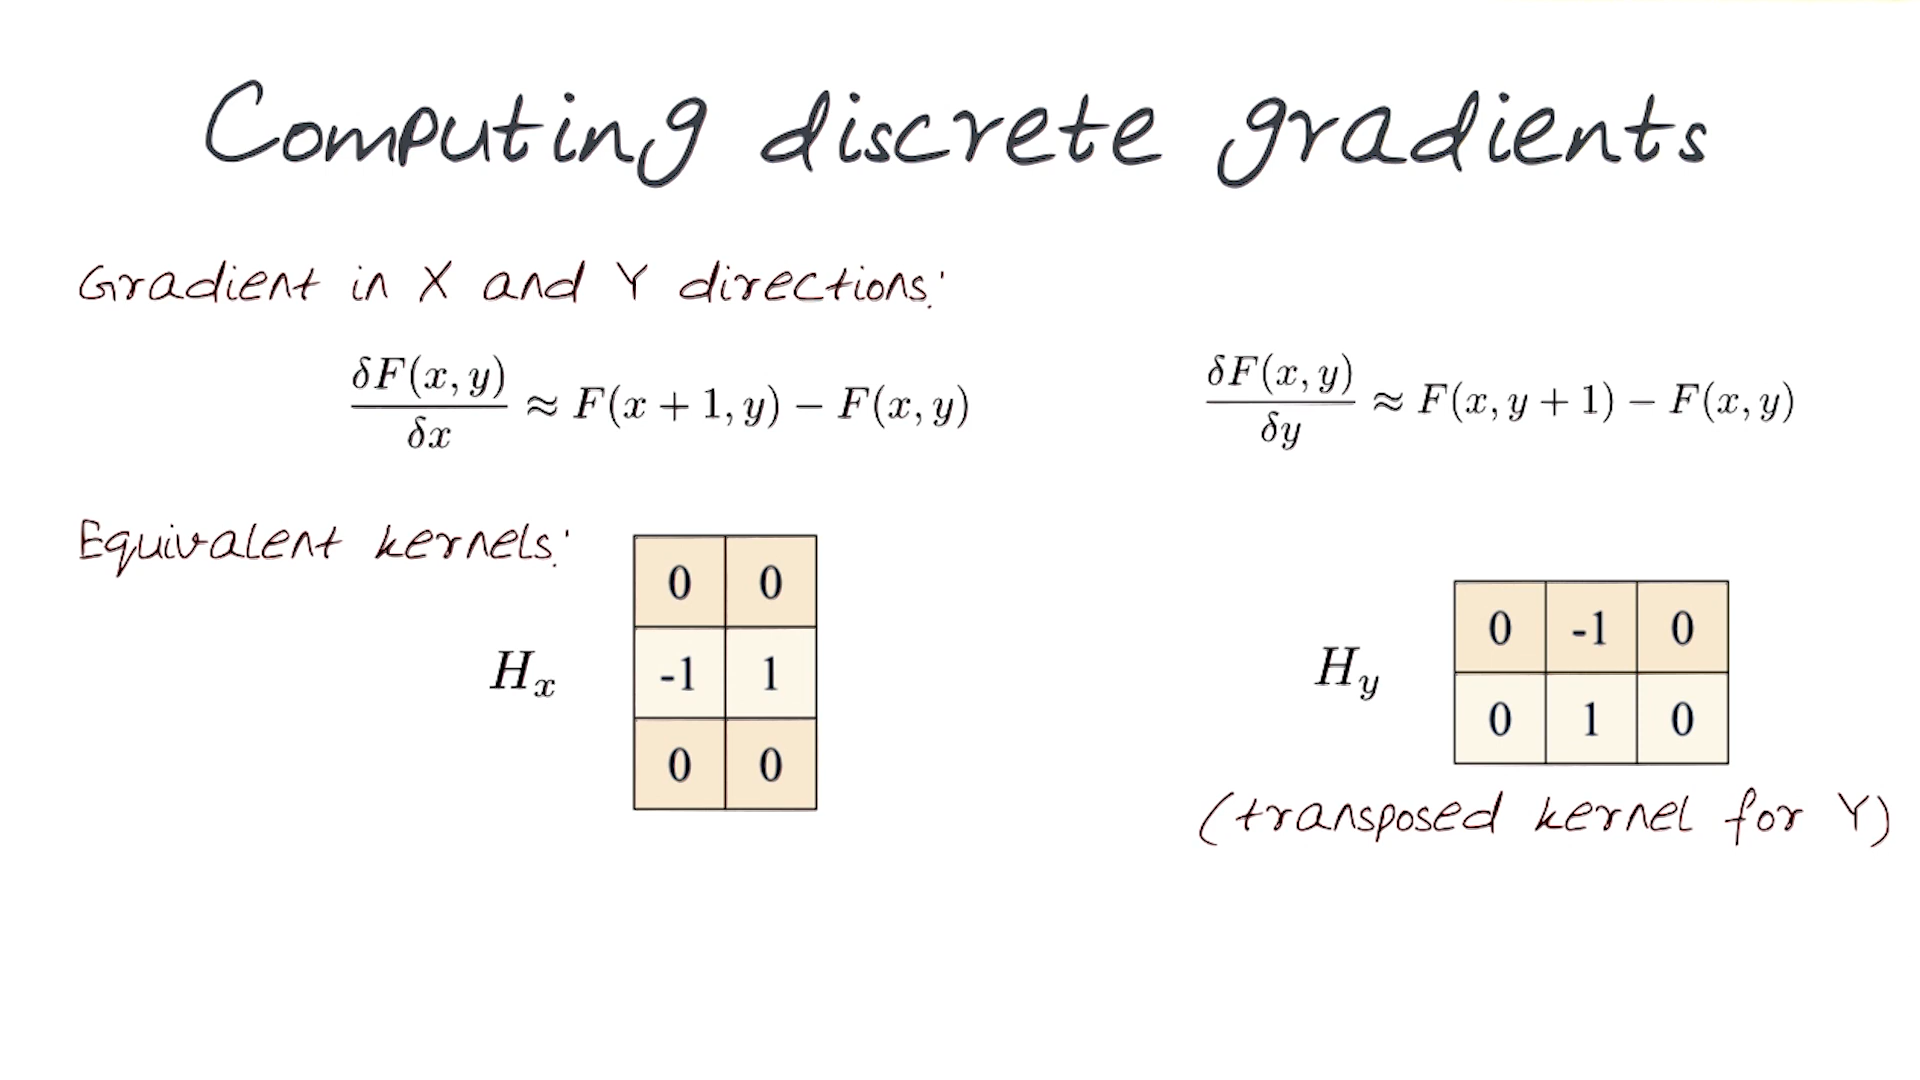 Computing discrete gradients
Gradient in X and Y directions:
δF(x, y)/δx ≈ F(x + 1, y) − F(x, y)
δF(x, y)/δy ≈ F(x, y + 1) − F(x, y)
Equivalent kernels:
H_x
0 0
-1 1
0 0
H_y
0 -1 0
0 1 0
(transposed kernel for Y)